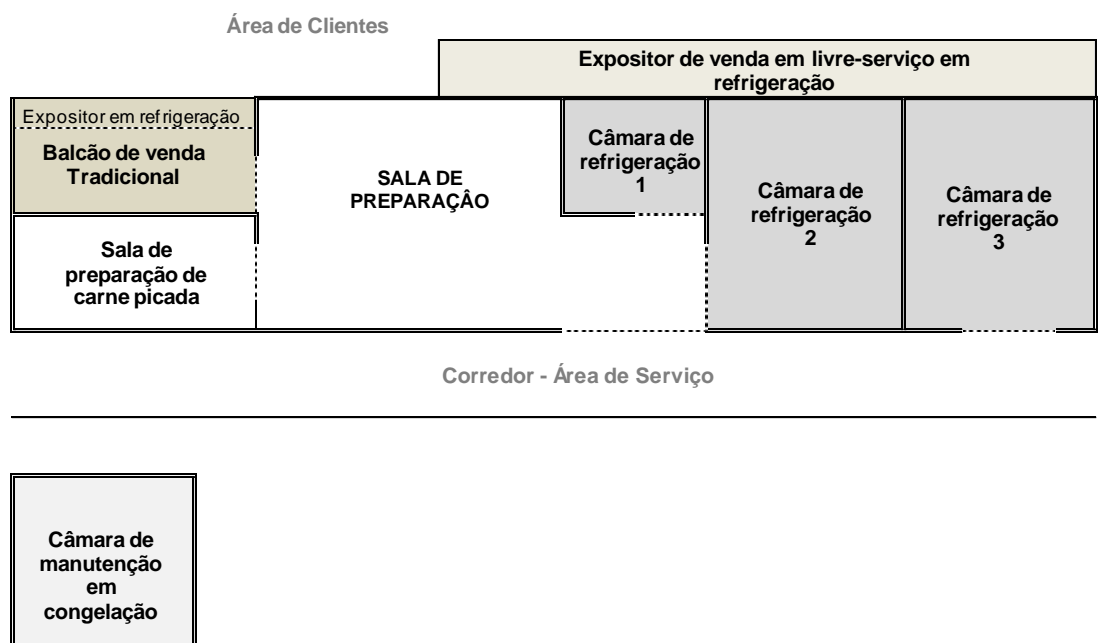 Área de Clientes
Expositor de venda em livre-serviço em
refrigeração
Expositor em refrigeração
Balcão de venda
Tradicional
SALA DE
PREPARAÇÂO
Câmara de
refrigeração
1
Câmara de
refrigeração
2
Câmara de
refrigeração
3
Sala de
preparação de
carne picada
Corredor - Área de Serviço
Câmara de
manutenção
em
congelação